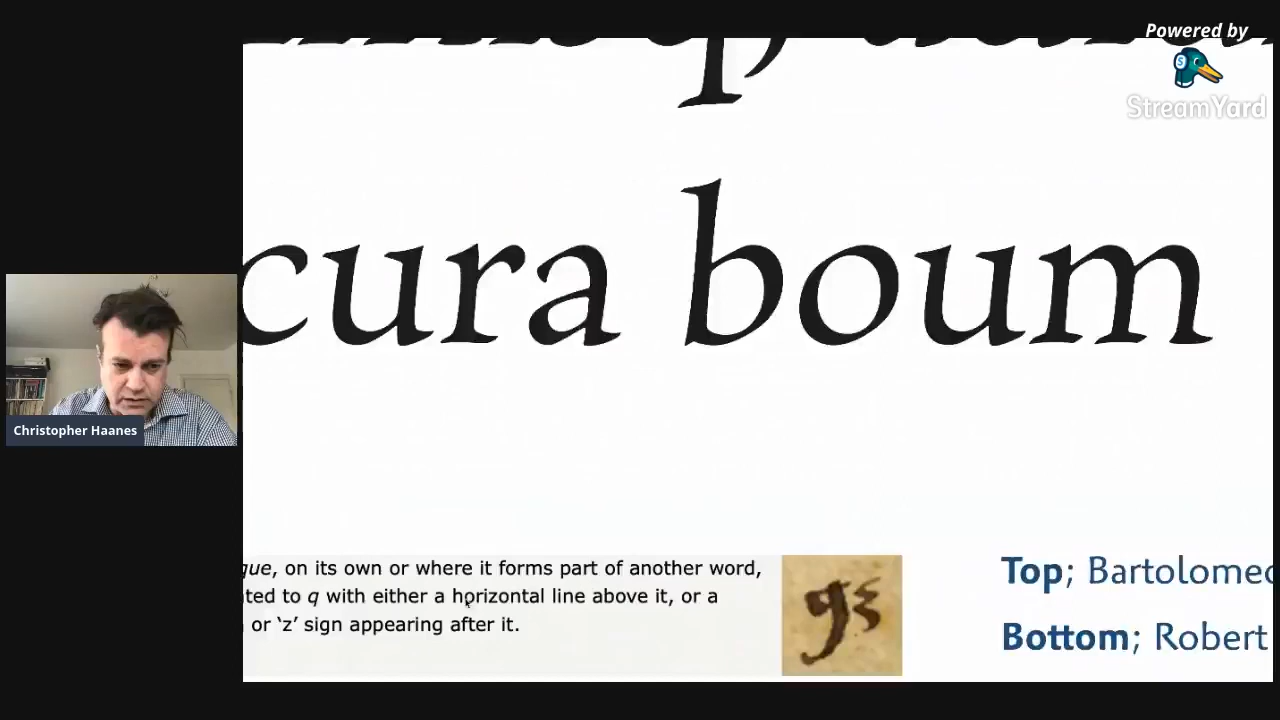 Powered by
StreamYard
cura boum
Christopher Haanes
que, on its own or where it forms part of another word,
ted to q with either a horizontal line above it, or a
or ‘z’ sign appearing after it.
Top; Bartolomeo
Bottom; Robert